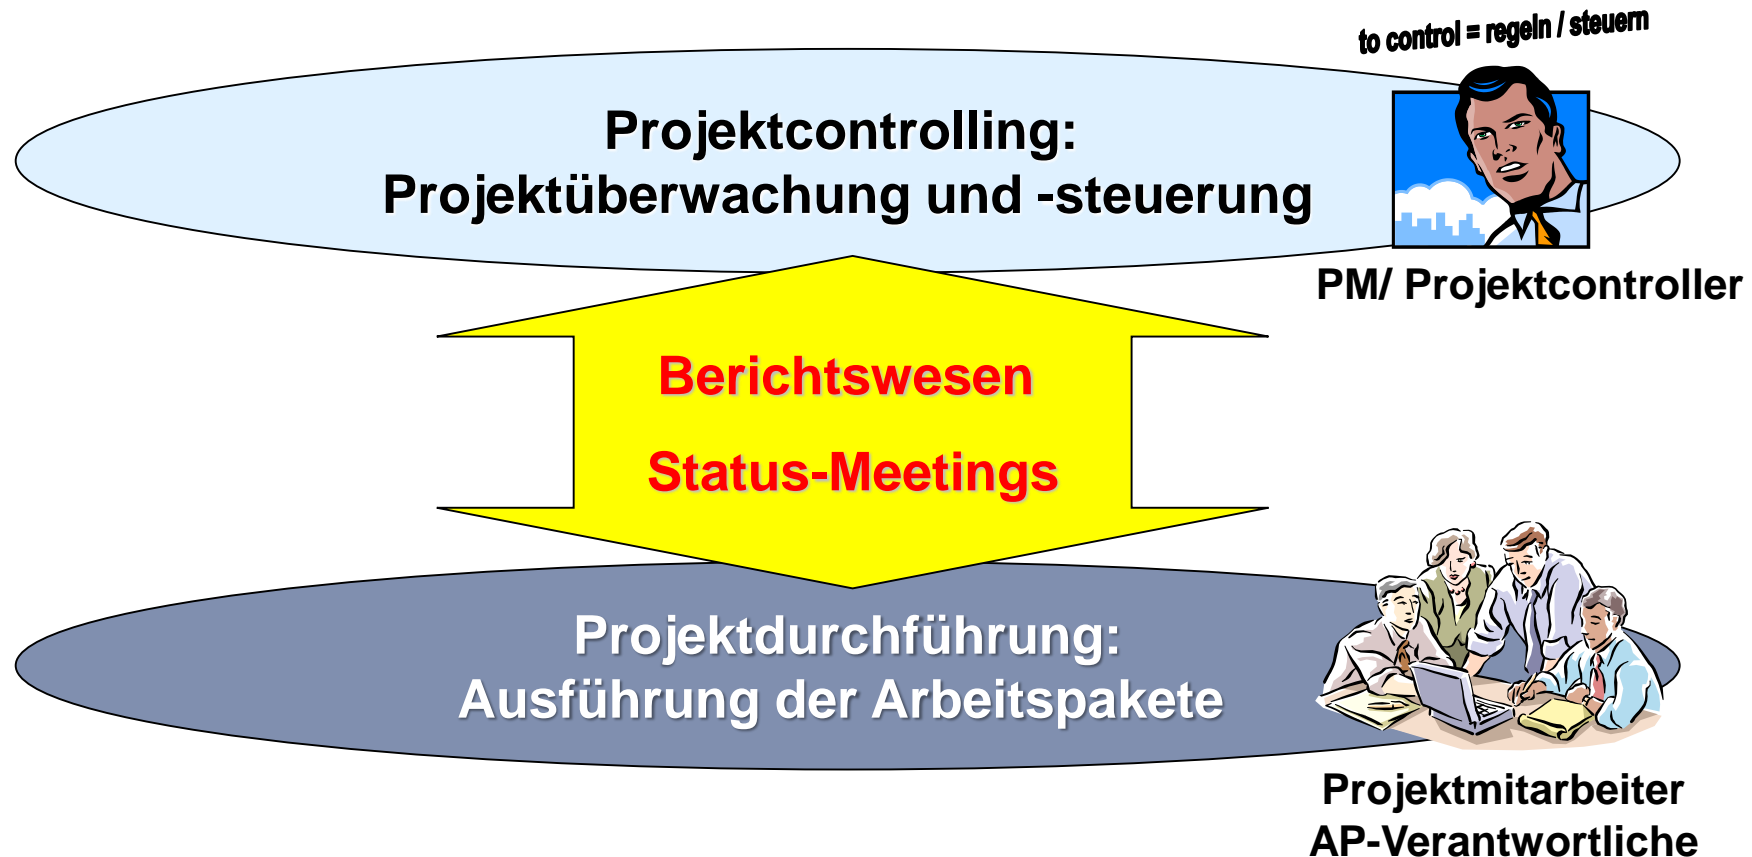 to control = regeln / steuern
Projektcontrolling:
Projektüberwachung und -steuerung
PM/ Projektcontroller
Berichtswesen
Status-Meetings
Projektdurchführung:
Ausführung der Arbeitspakete
Projektmitarbeiter
AP-Verantwortliche